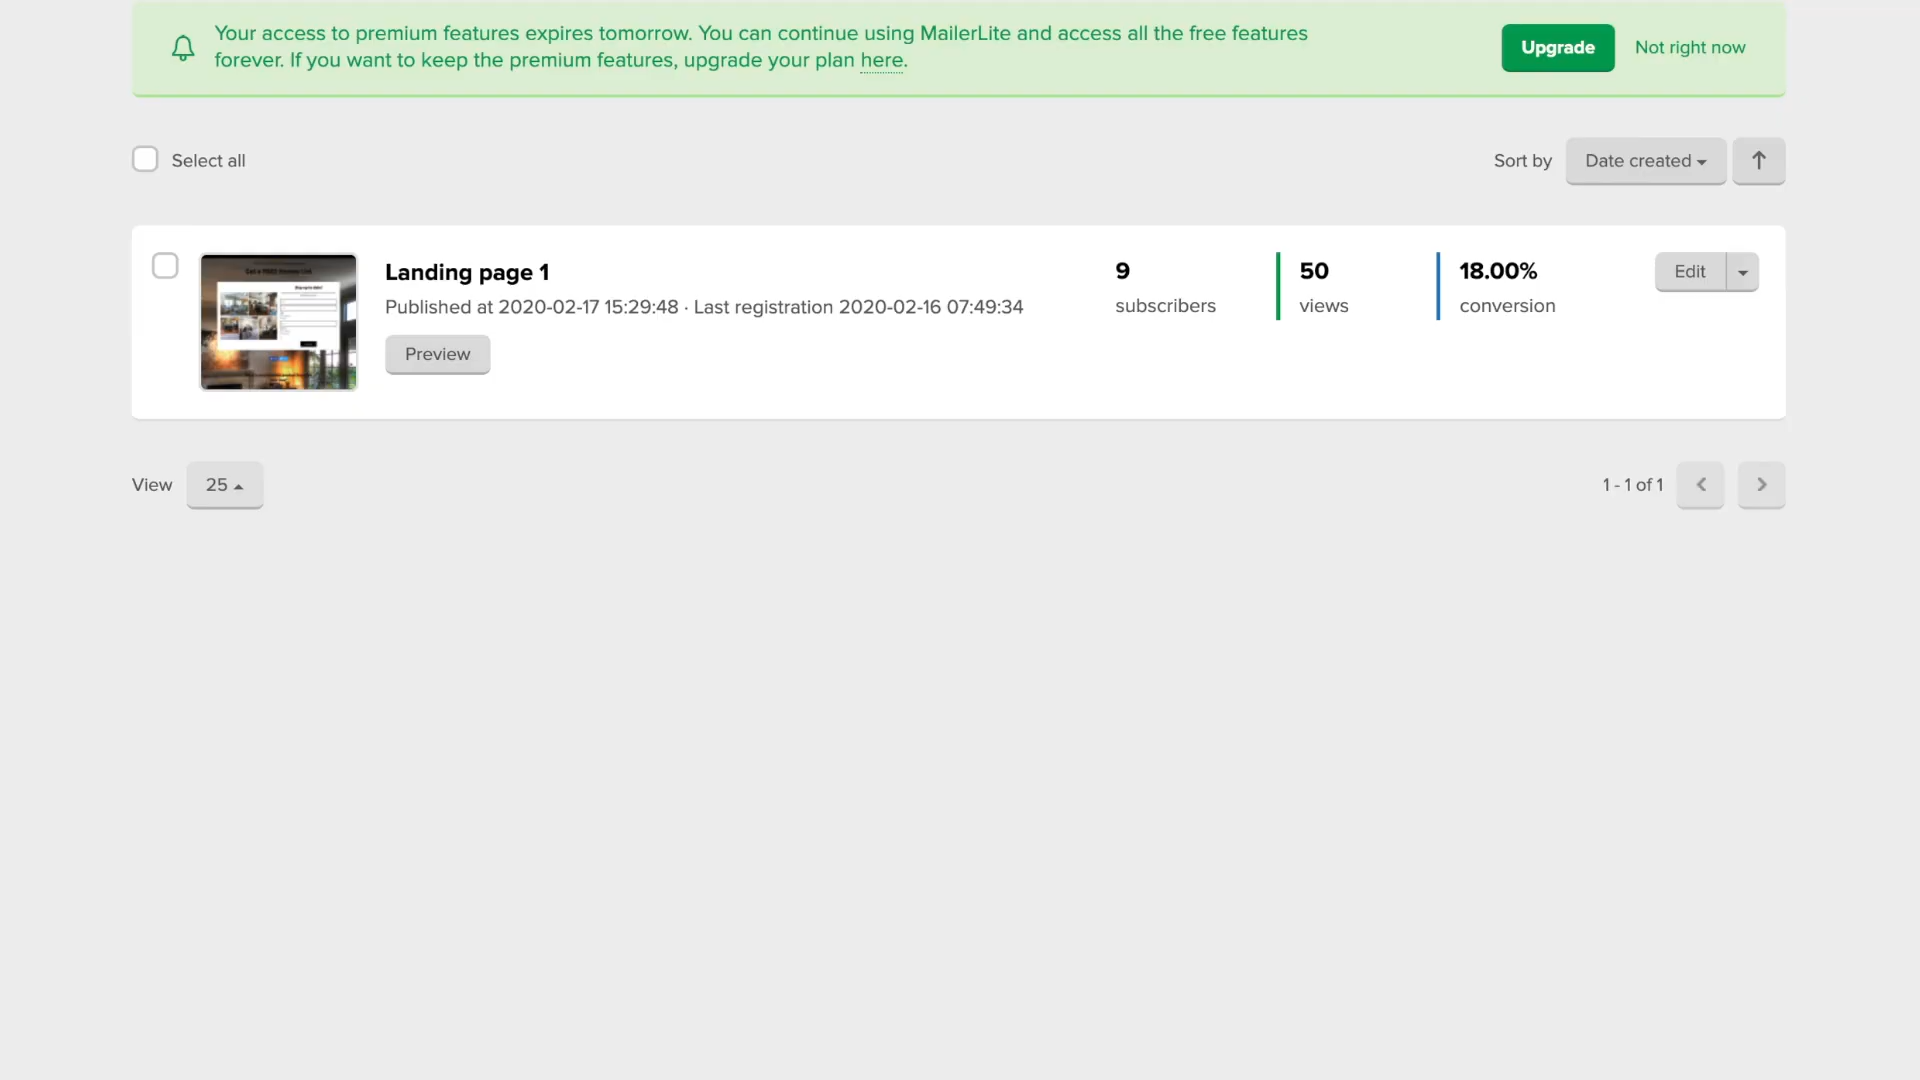 Your access to premium features expires tomorrow. You can continue using MailerLite and access all the free features
forever. If you want to keep the premium features, upgrade your plan here.
Upgrade
Not right now
Select all
Sort by
Date created
Landing page 1
Published at 2020-02-17 15:29:48 · Last registration 2020-02-16 07:49:34
Preview
9
subscribers
50
views
18.00%
conversion
Edit
View
25
1 - 1 of 1